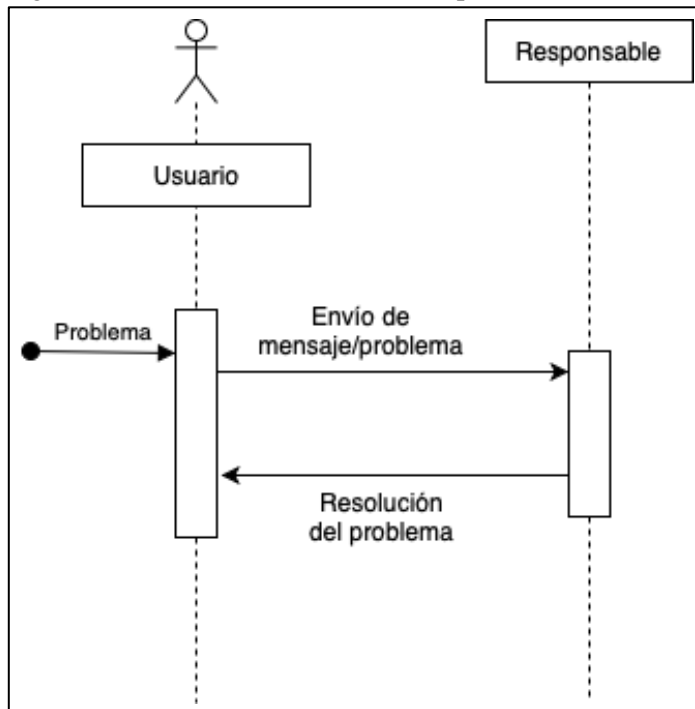 Responsable
Usuario
Problema
Envío de
mensaje/problema
Resolución
del problema